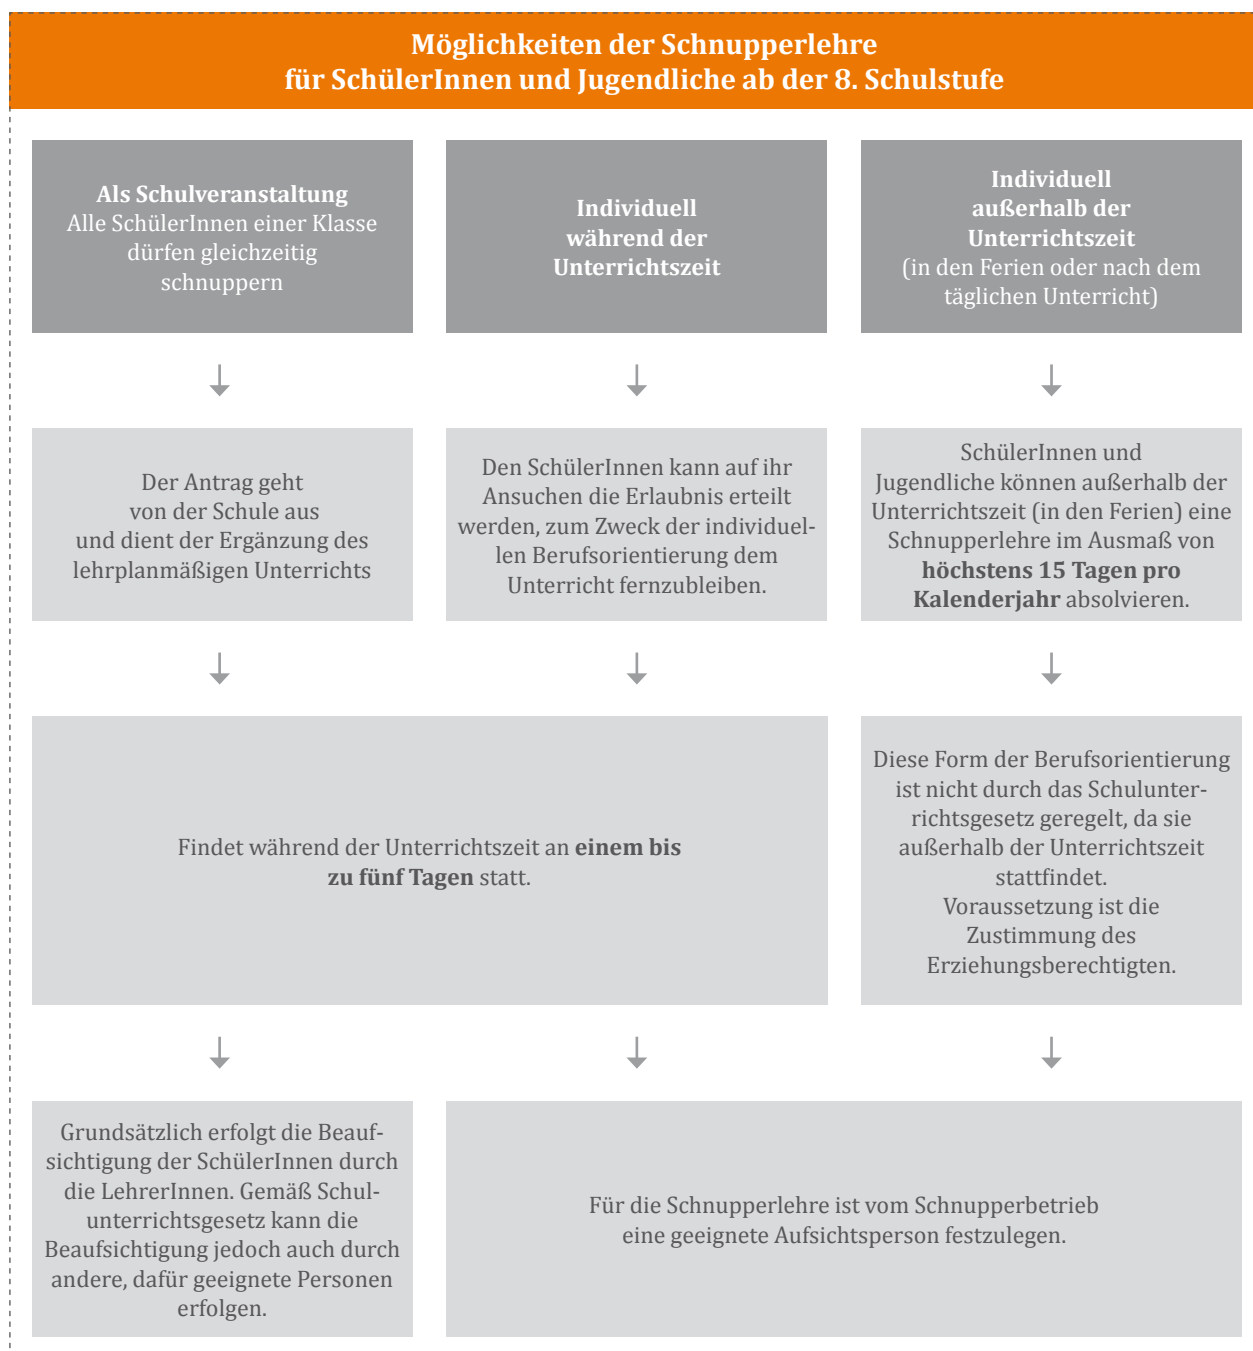 Möglichkeiten der Schnupperlehre
für SchülerInnen und Jugendliche ab der 8. Schulstufe
Als Schulveranstaltung
Alle SchülerInnen einer Klasse
dürfen gleichzeitig
schnuppern
Individuell
während der
Unterrichtszeit
Individuell
außerhalb der
Unterrichtszeit
(in den Ferien oder nach dem
täglichen Unterricht)
Der Antrag geht
von der Schule aus
und dient der Ergänzung des
lehrplanmäßigen Unterrichts
Den SchülerInnen kann auf ihr
Ansuchen die Erlaubnis erteilt
werden, zum Zweck der individuel-
len Berufsorientierung dem
Unterricht fernzubleiben.
SchülerInnen und
Jugendliche können außerhalb der
Unterrichtszeit (in den Ferien) eine
Schnupperlehre im Ausmaß von
höchstens 15 Tagen pro
Kalenderjahr absolvieren.
Findet während der Unterrichtszeit an einem bis
zu fünf Tagen statt.
Diese Form der Berufsorientierung
ist nicht durch das Schulunter-
richtsgesetz geregelt, da sie
außerhalb der Unterrichtszeit
stattfindet.
Voraussetzung ist die
Zustimmung des
Erziehungsberechtigten.
Grundsätzlich erfolgt die Beauf-
sichtigung der SchülerInnen durch
die LehrerInnen. Gemäß Schul-
unterrichtsgesetz kann die
Beaufsichtigung jedoch auch durch
andere, dafür geeignete Personen
erfolgen.
Für die Schnupperlehre ist vom Schnupperbetrieb
eine geeignete Aufsichtsperson festzulegen.